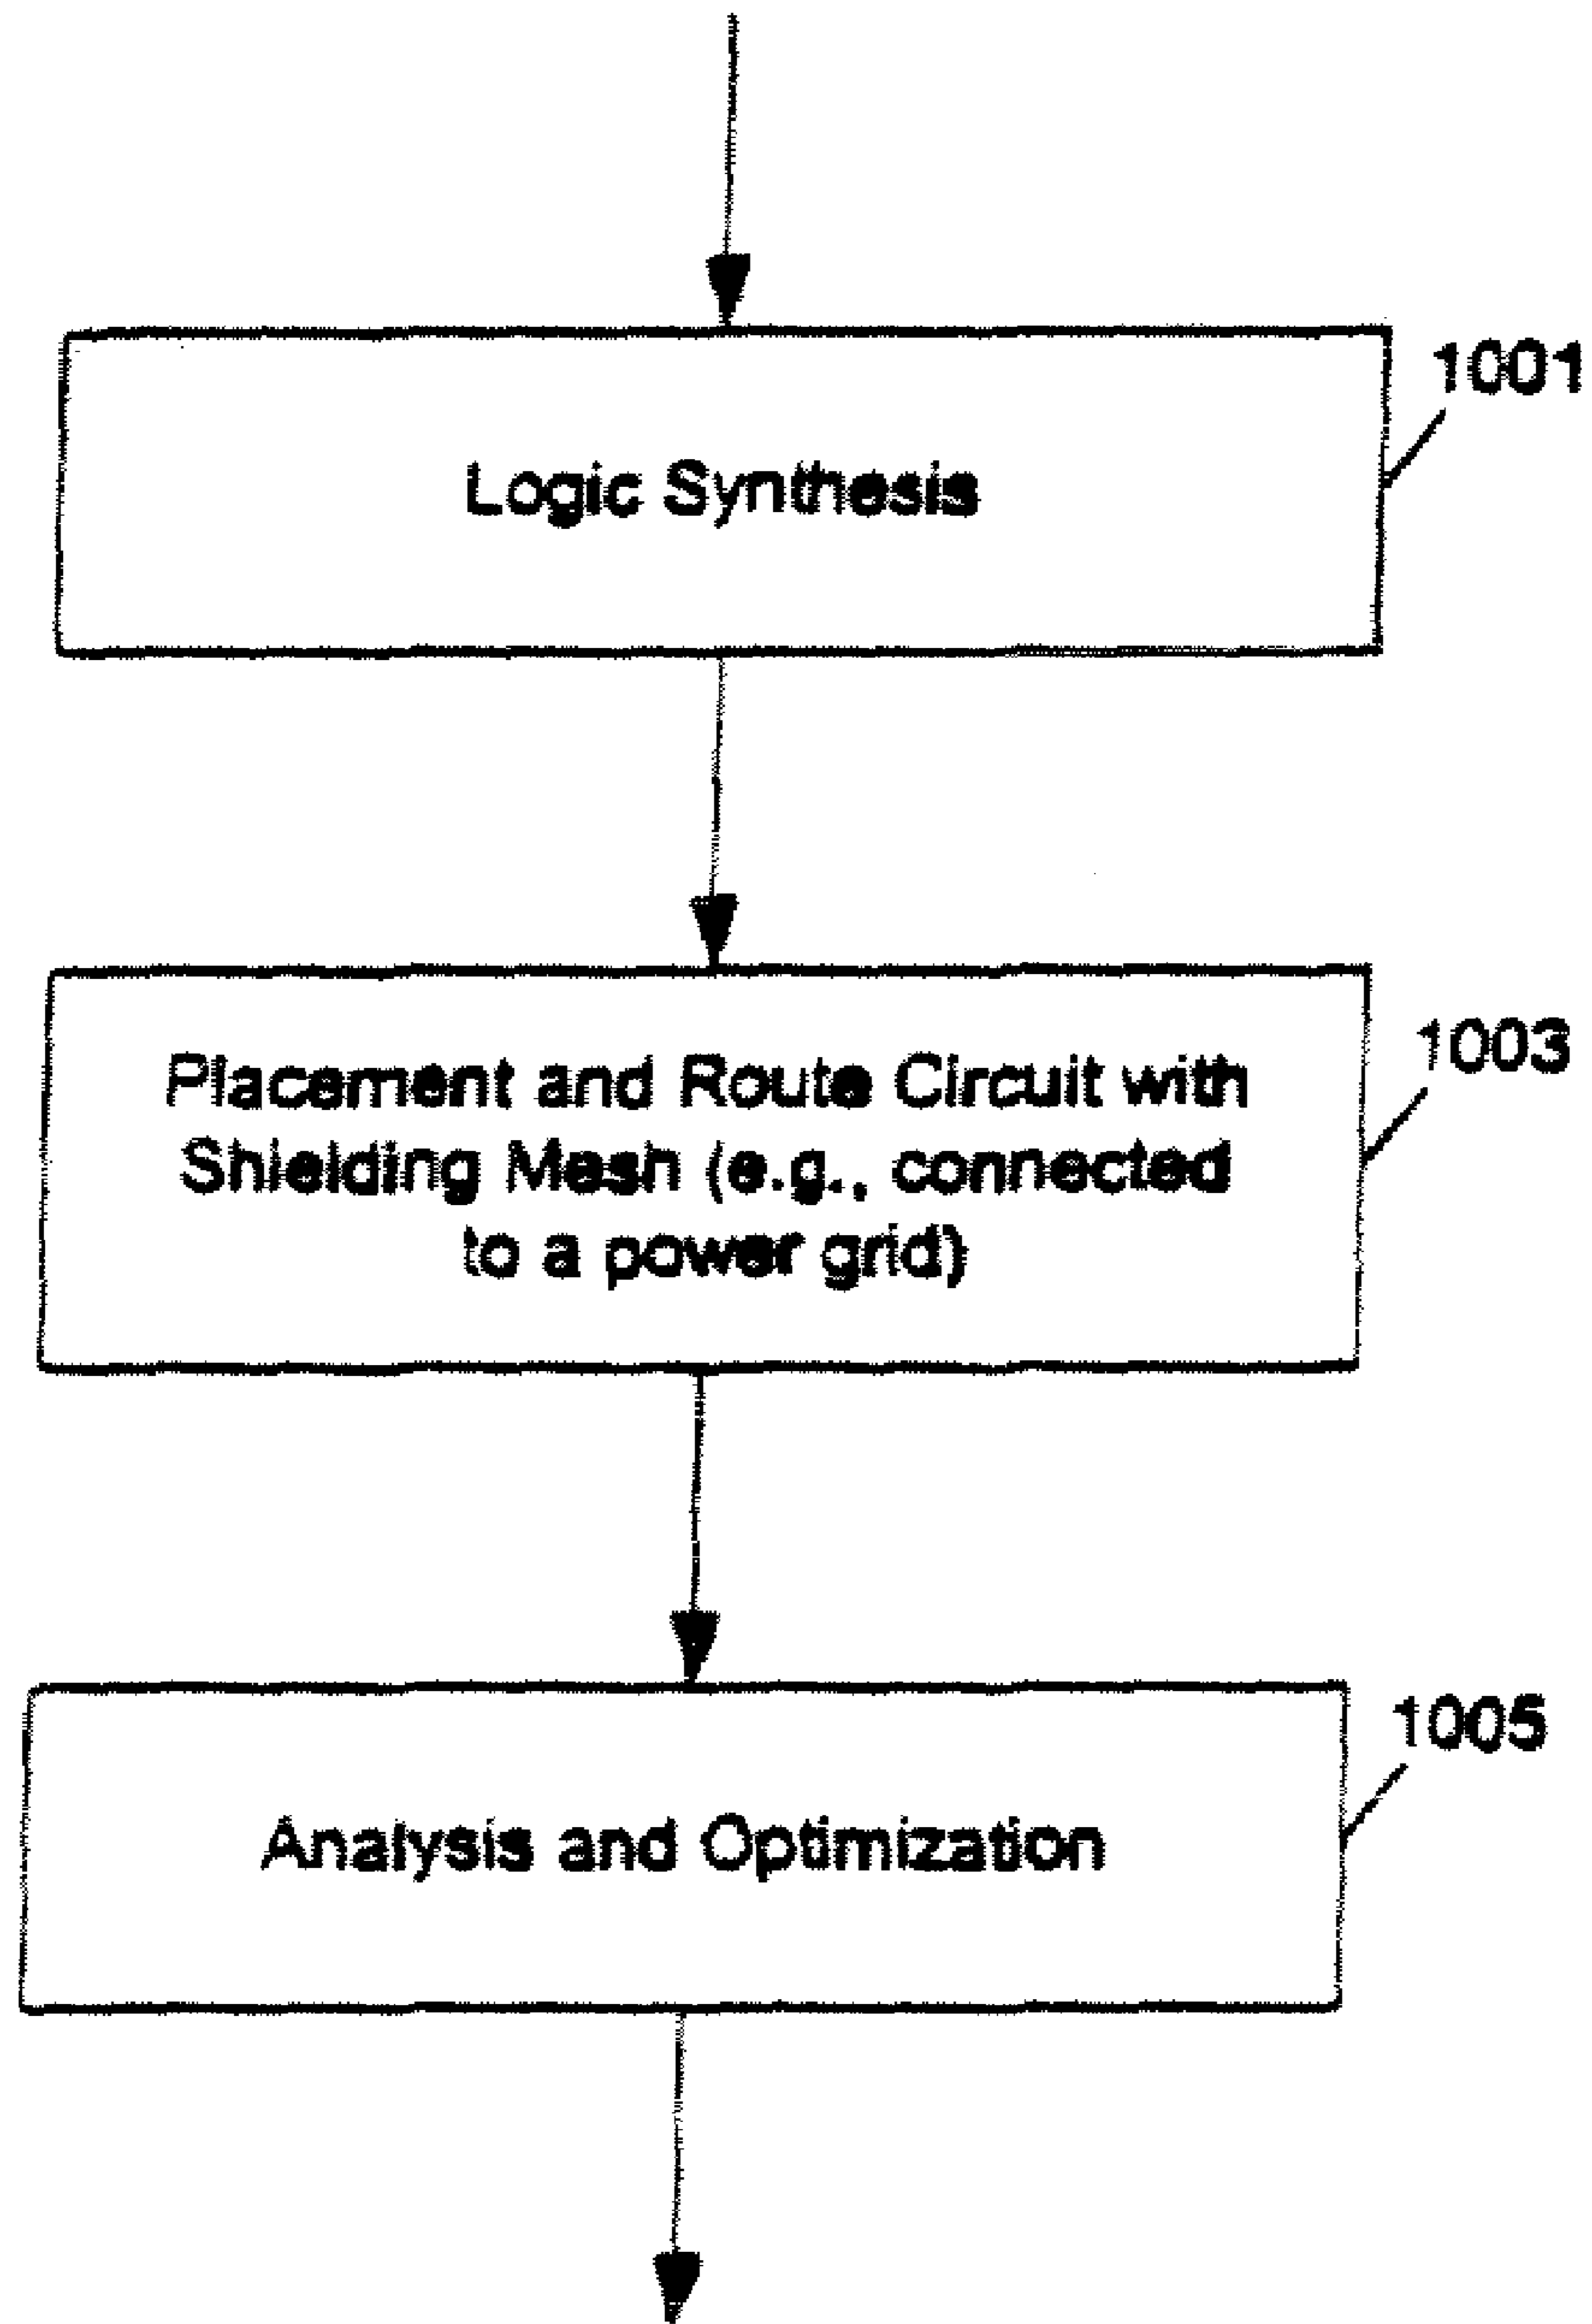 1001
Logic Synthesis
1003
Placement and Route Circuit with
Shielding Mesh (e.g., connected
to a power grid)
1005
Analysis and Optimization